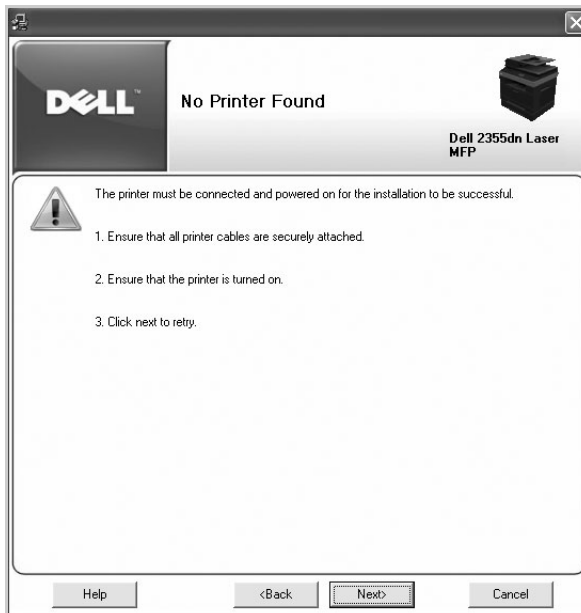 DELL™
No Printer Found
Dell 2355dn Laser
MFP
The printer must be connected and powered on for the installation to be successful.
1. Ensure that all printer cables are securely attached.
2. Ensure that the printer is turned on.
3. Click next to retry.
Help
<Back
Next>
Cancel